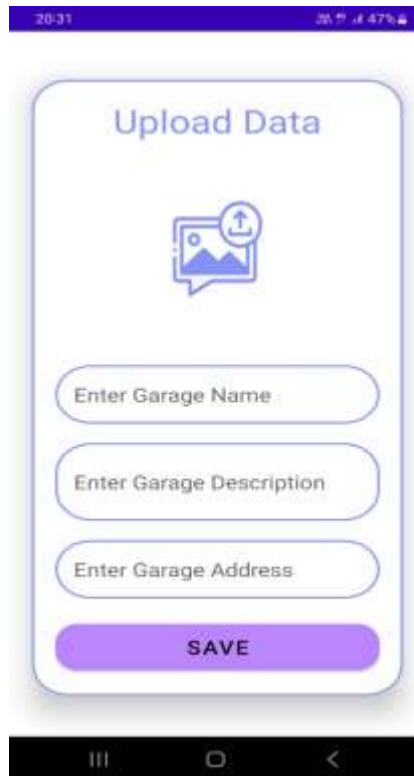 20:31
47%
Upload Data
Enter Garage Name
Enter Garage Description
Enter Garage Address
SAVE